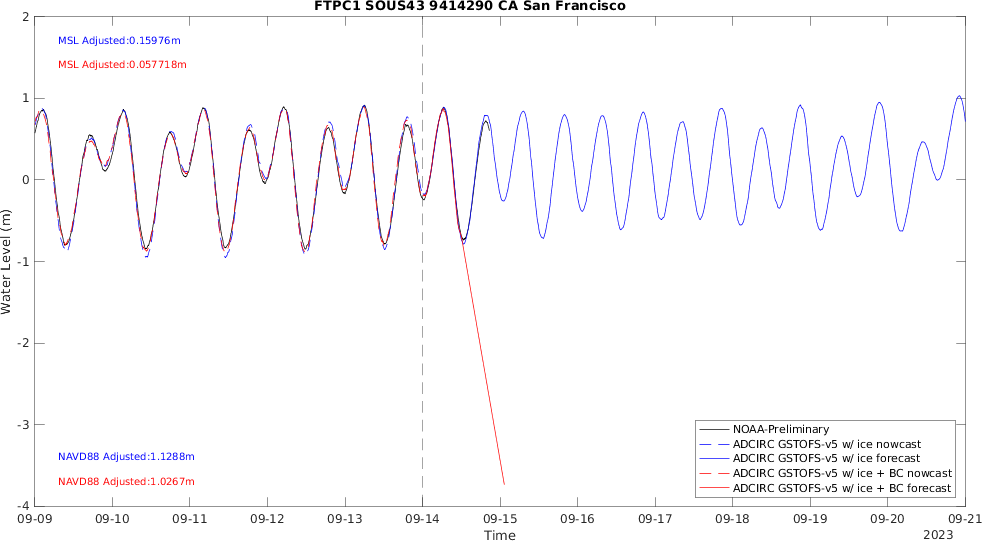 FTPC1 SOUS43 9414290 CA San Francisco
2
MSL Adjusted:0.15976m
MSL Adjusted:0.057718m
1
0
-1
-2
-3
-4
Water Level (m)
NAVD88 Adjusted:1.1288m
NAVD88 Adjusted:1.0267m
NOAA-Preliminary
ADCIRC GSTOFS-v5 w/ ice nowcast
ADCIRC GSTOFS-v5 w/ ice forecast
ADCIRC GSTOFS-v5 w/ ice + BC nowcast
ADCIRC GSTOFS-v5 w/ ice + BC forecast
09-09 09-10 09-11 09-12 09-13 09-14 09-15 09-16 09-17 09-18 09-19 09-20 09-21
Time
2023